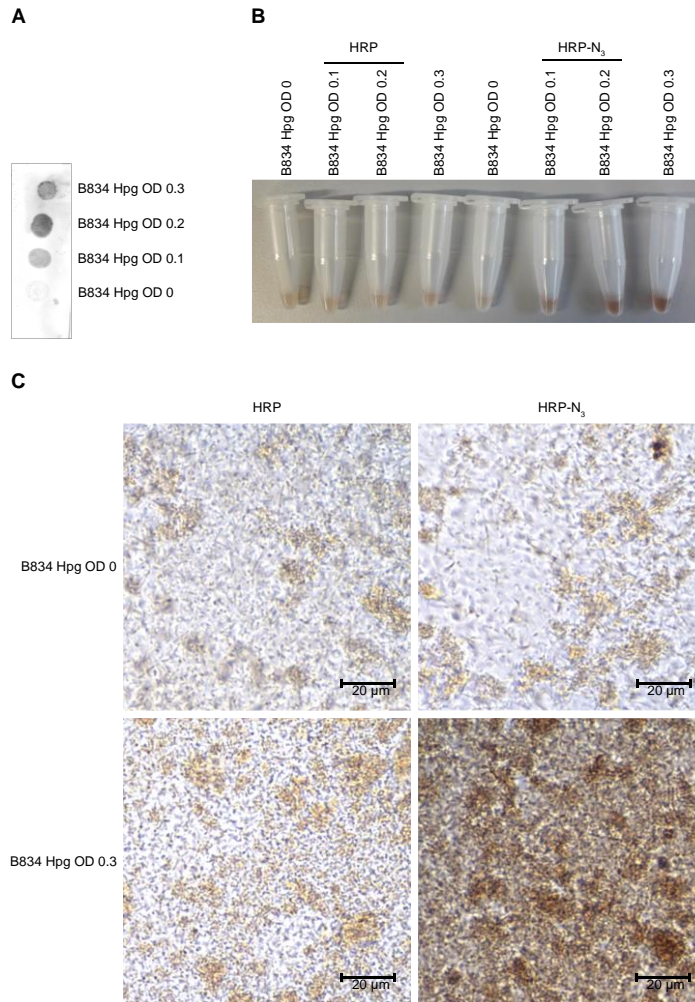 A
B834 Hpg OD 0.3
B834 Hpg OD 0.2
B834 Hpg OD 0.1
B834 Hpg OD 0
B
HRP
HRP-N₃
B834 Hpg OD 0
B834 Hpg OD 0.1
B834 Hpg OD 0.2
B834 Hpg OD 0.3
B834 Hpg OD 0
B834 Hpg OD 0.1
B834 Hpg OD 0.2
B834 Hpg OD 0.3
C
HRP
HRP-N₃
B834 Hpg OD 0
20 µm
20 µm
B834 Hpg OD 0.3
20 µm
20 µm